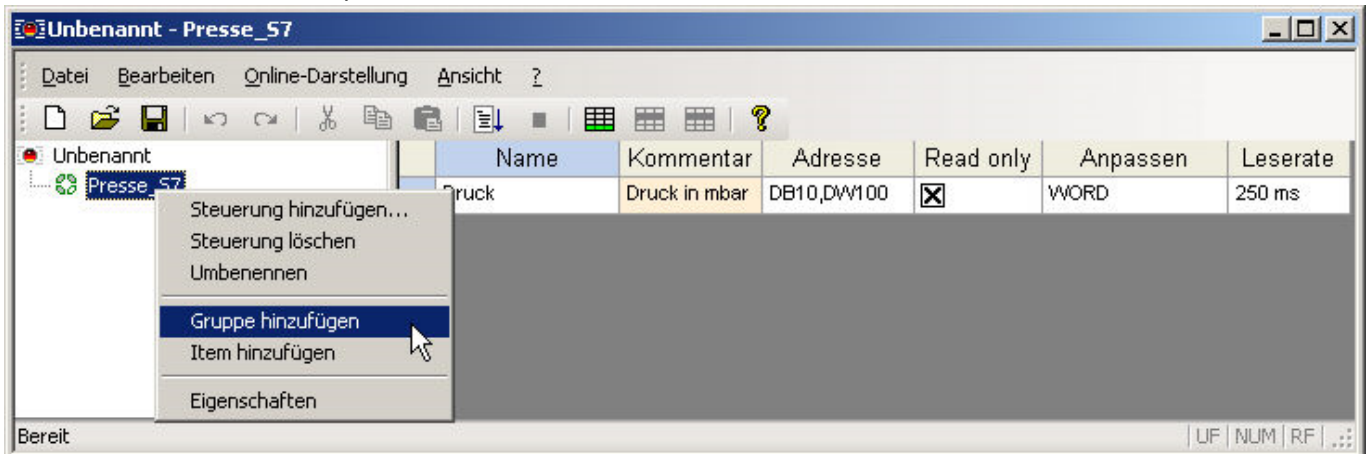 Unbenannt - Presse_S7
Datei Bearbeiten Online-Darstellung Ansicht ?
Unbenannt
Name Kommentar Adresse Read only Anpassen Leserate
Presse_S7
Druck Druck in mbar DB10,DW100 WORD 250 ms
Steuerung hinzufügen...
Steuerung löschen
Umbenennen
Gruppe hinzufügen
Item hinzufügen
Eigenschaften
Bereit UF NUM RF